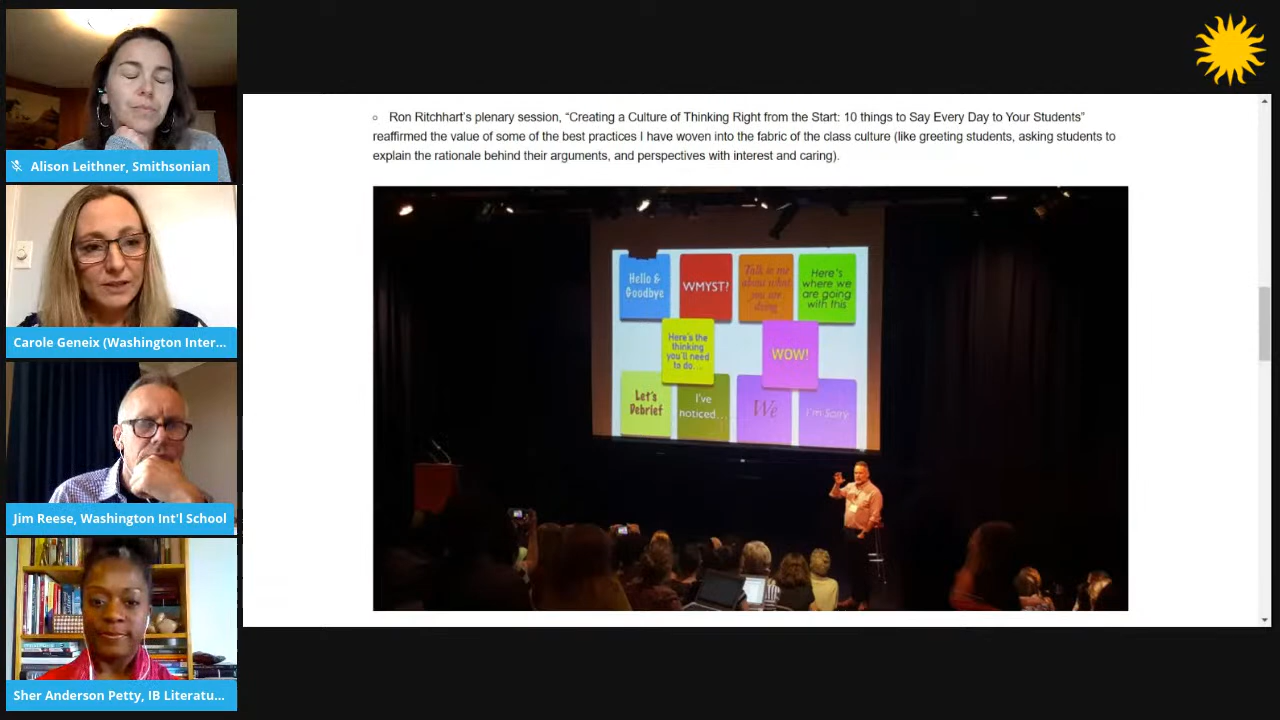 Alison Leithner, Smithsonian
Carole Geneix (Washington Inter...
Jim Reese, Washington Int'l School
Sher Anderson Petty, IB Literatu...
Ron Ritchhart's plenary session, “Creating a Culture of Thinking Right from the Start: 10 things to Say Every Day to Your Students”
reaffirmed the value of some of the best practices I have woven into the fabric of the class culture (like greeting students, asking students to
explain the rationale behind their arguments, and perspectives with interest and caring).
Hello &
Goodbye
WMYST?
Talk to me
about what
you are
doing
Here's
where we
are going
with this
Here's the
thinking
you'll need
to do...
WOW!
Let's
Debrief
I've
noticed...
We
I'm Sorry